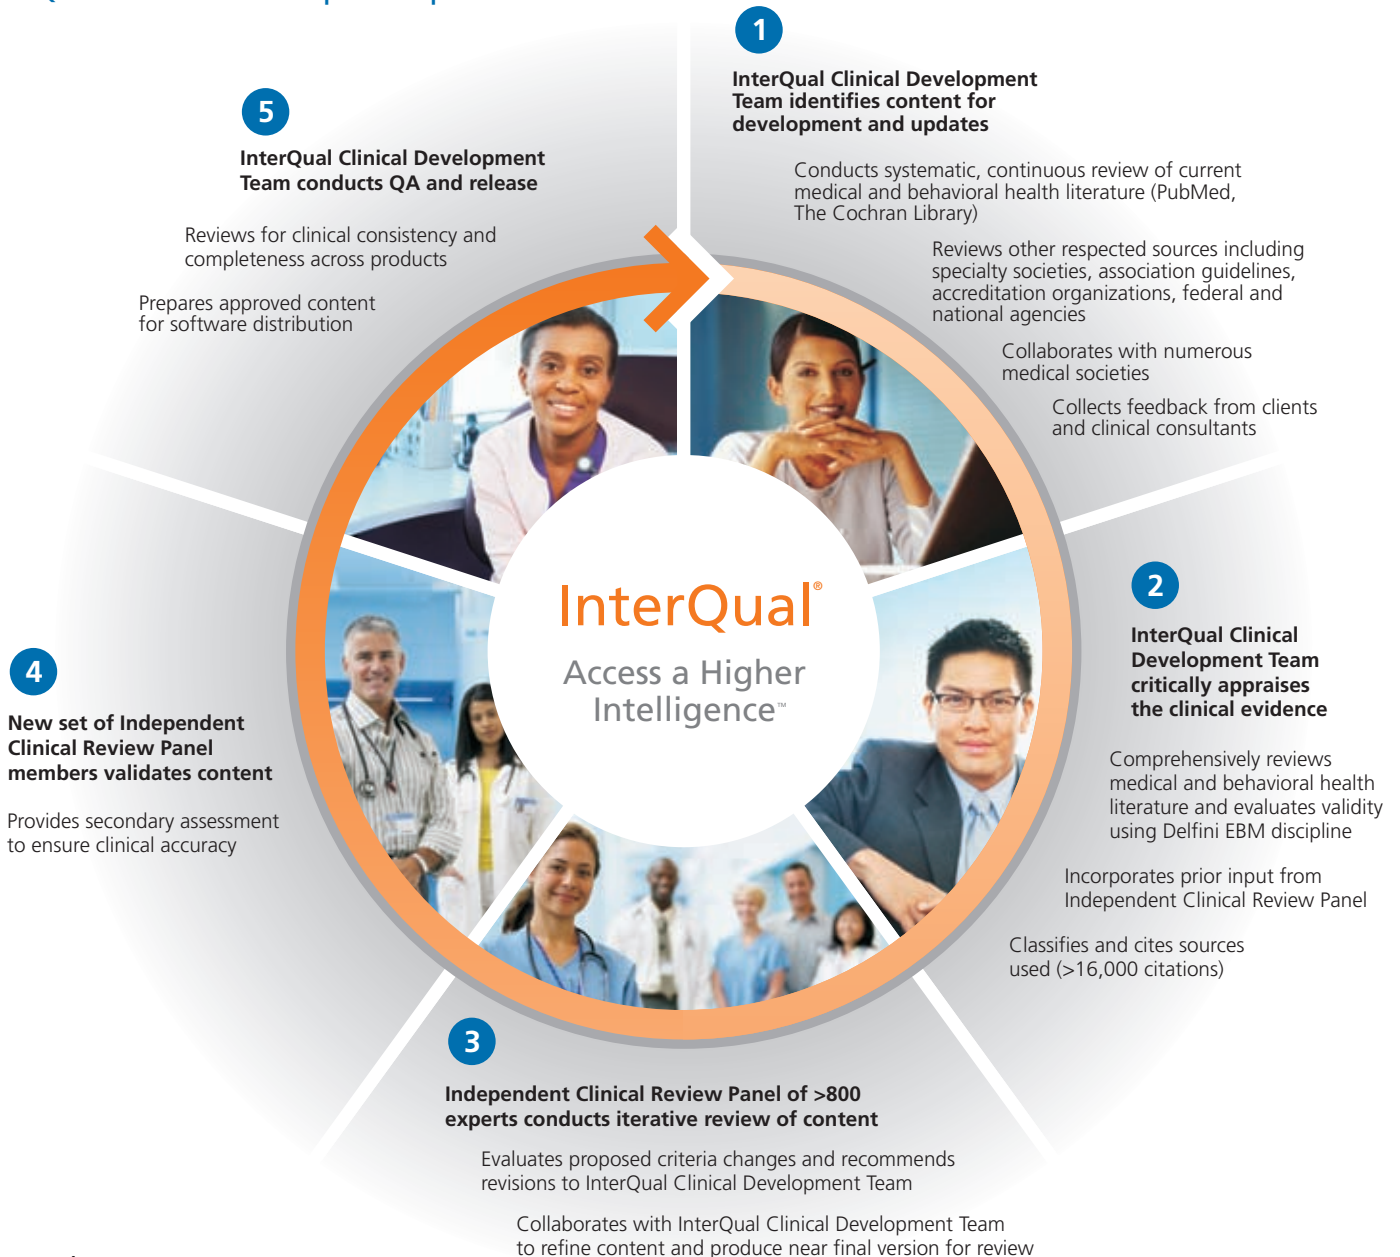 1
InterQual Clinical Development
Team identifies content for
development and updates
Conducts systematic, continuous review of current
medical and behavioral health literature (PubMed,
The Cochran Library)
Reviews other respected sources including
specialty societies, association guidelines,
accreditation organizations, federal and
national agencies
Collaborates with numerous
medical societies
Collects feedback from clients
and clinical consultants
2
InterQual Clinical
Development Team
critically appraises
the clinical evidence
Comprehensively reviews
medical and behavioral health
literature and evaluates validity
using Delfini EBM discipline
Incorporates prior input from
Independent Clinical Review Panel
Classifies and cites sources
used (>16,000 citations)
3
Independent Clinical Review Panel of >800
experts conducts iterative review of content
Evaluates proposed criteria changes and recommends
revisions to InterQual Clinical Development Team
Collaborates with InterQual Clinical Development Team
to refine content and produce near final version for review
4
New set of Independent
Clinical Review Panel
members validates content
Provides secondary assessment
to ensure clinical accuracy
5
InterQual Clinical Development
Team conducts QA and release
Reviews for clinical consistency and
completeness across products
Prepares approved content
for software distribution
InterQual®
Access a Higher
Intelligence™